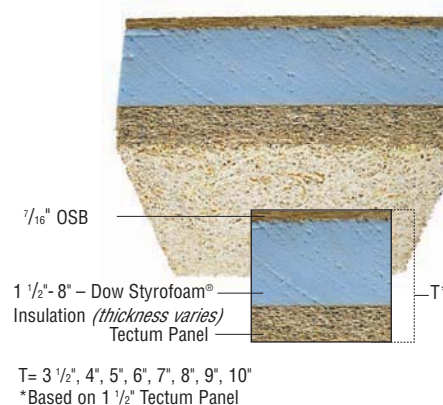 7/16" OSB
1 1/2"- 8" – Dow Styrofoam®
T*
Insulation (thickness varies)
Tectum Panel
T= 3 1/2", 4", 5", 6", 7", 8", 9", 10"
*Based on 1 1/2" Tectum Panel